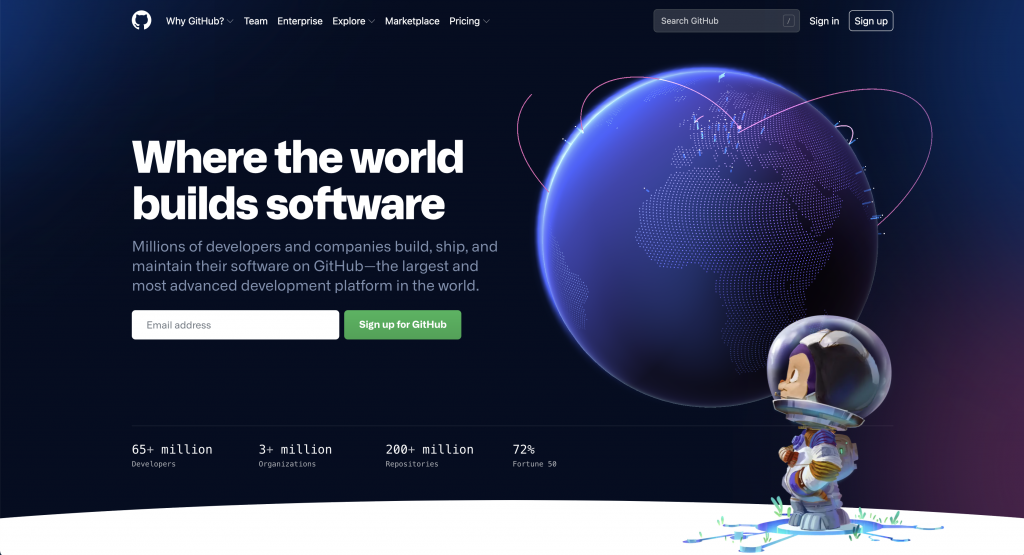 Why GitHub?
Team
Enterprise
Explore
Marketplace
Pricing
Search GitHub
/
Sign in
Sign up
Where the world
builds software
Millions of developers and companies build, ship, and
maintain their software on GitHub—the largest and
most advanced development platform in the world.
Email address
Sign up for GitHub
65+ million
Developers
3+ million
Organizations
200+ million
Repositories
72%
Fortune 50